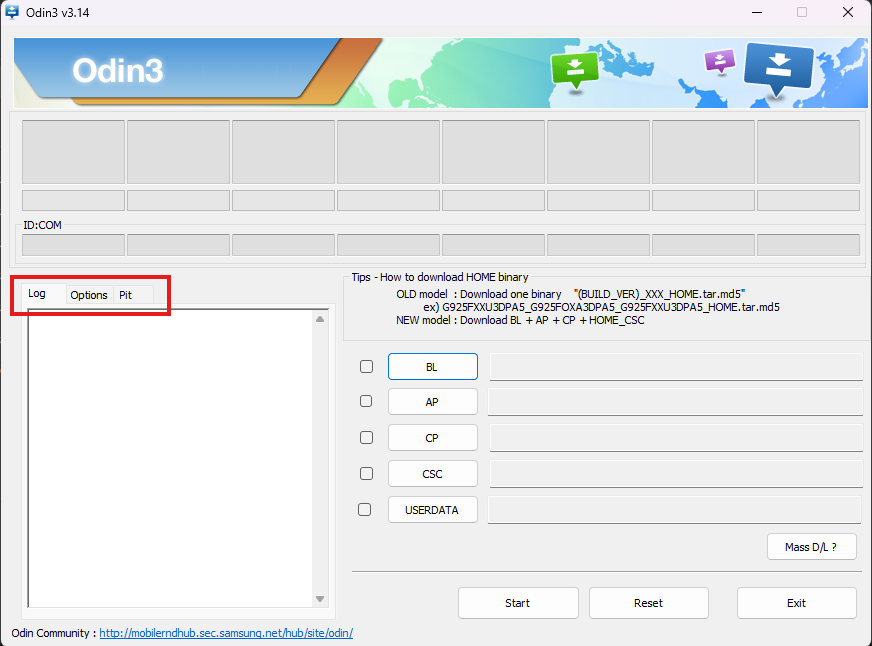 Odin3 v3.14
Odin3
ID:COM
Log Options Pit
Tips - How to download HOME binary
OLD model : Download one binary "(BUILD_VER)_XXX_HOME.tar.md5"
ex) G925FXXU3DPA5_G925FOXA3DPA5_G925FXXU3DPA5_HOME.tar.md5
NEW model : Download BL + AP + CP + HOME_CSC
BL
AP
CP
CSC
USERDATA
Mass D/L ?
Start Reset Exit
Odin Community : http://mobilerndhub.sec.samsung.net/hub/site/odin/